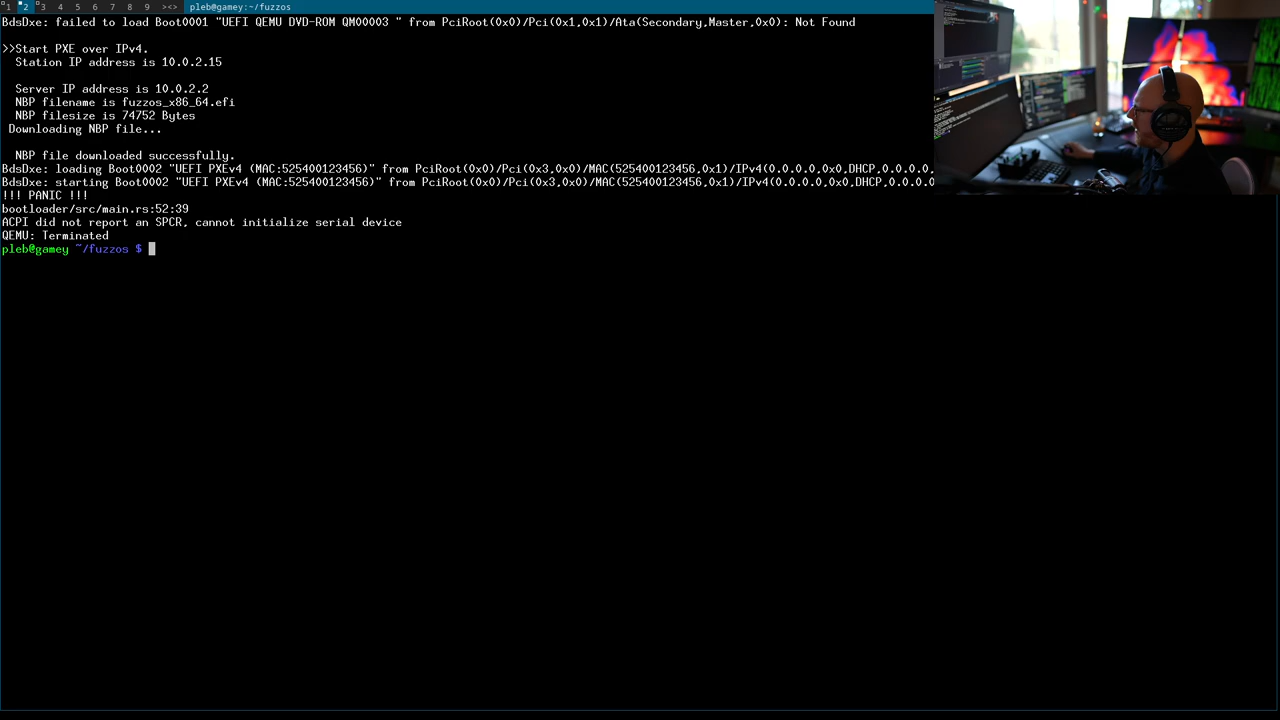 1 2 3 4 5 6 7 8 9 ><> pleb@gamey:~/fuzzos
BdsDxe: failed to load Boot0001 "UEFI QEMU DVD-ROM QM00003 " from PciRoot(0x0)/Pci(0x1,0x1)/Ata(Secondary,Master,0x0): Not Found
>>Start PXE over IPv4.
Station IP address is 10.0.2.15
Server IP address is 10.0.2.2
NBP filename is fuzzos_x86_64.efi
NBP filesize is 74752 Bytes
Downloading NBP file...
NBP file downloaded successfully.
BdsDxe: loading Boot0002 "UEFI PXEv4 (MAC:525400123456)" from PciRoot(0x0)/Pci(0x3,0x0)/MAC(525400123456,0x1)/IPv4(0.0.0.0,0x0,DHCP,0.0.0.0,
BdsDxe: starting Boot0002 "UEFI PXEv4 (MAC:525400123456)" from PciRoot(0x0)/Pci(0x3,0x0)/MAC(525400123456,0x1)/IPv4(0.0.0.0,0x0,DHCP,0.0.0.0,
!!! PANIC !!!
bootloader/src/main.rs:52:39
ACPI did not report an SPCR, cannot initialize serial device
QEMU: Terminated
pleb@gamey ~/fuzzos $